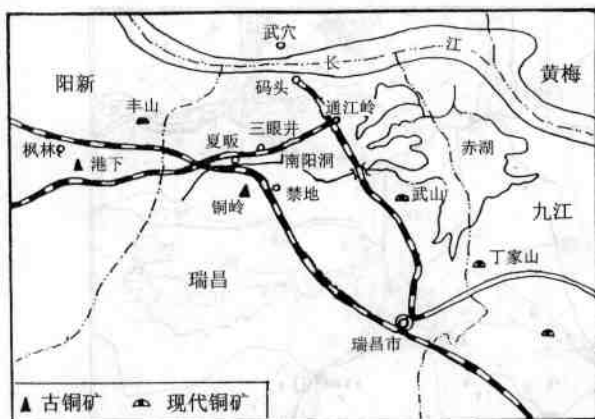 武穴
长
江
黄梅
阳新
码头
丰山
通江岭
三眼井
夏畈
赤湖
枫林
港下
南阳洞
武山
铜岭
禁地
九江
丁家山
瑞昌
瑞昌市
古铜矿
现代铜矿